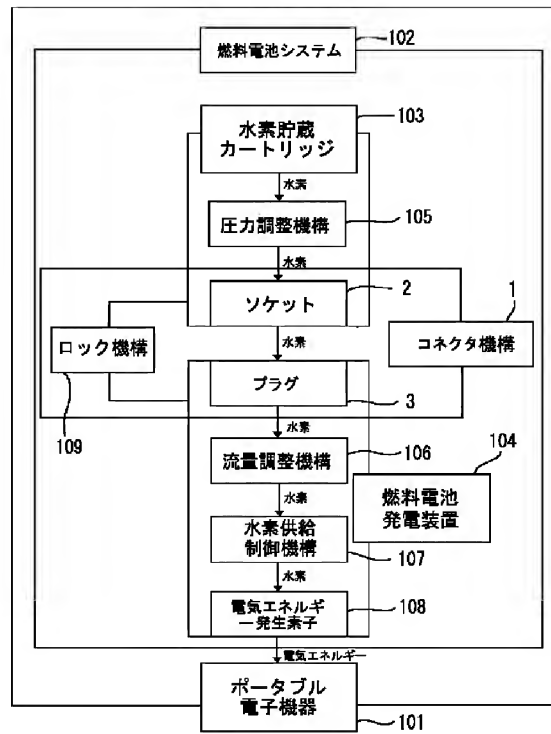 燃料電池システム
102
水素貯蔵
カートリッジ
103
水素
圧力調整機構
105
水素
ソケット
2
1
ロック機構
109
水素
コネクタ機構
プラグ
3
水素
流量調整機構
106
104
燃料電池
発電装置
水素
水素供給
制御機構
107
水素
電気エネルギ
ー発生素子
108
電気エネルギー
ポータブル
電子機器
101